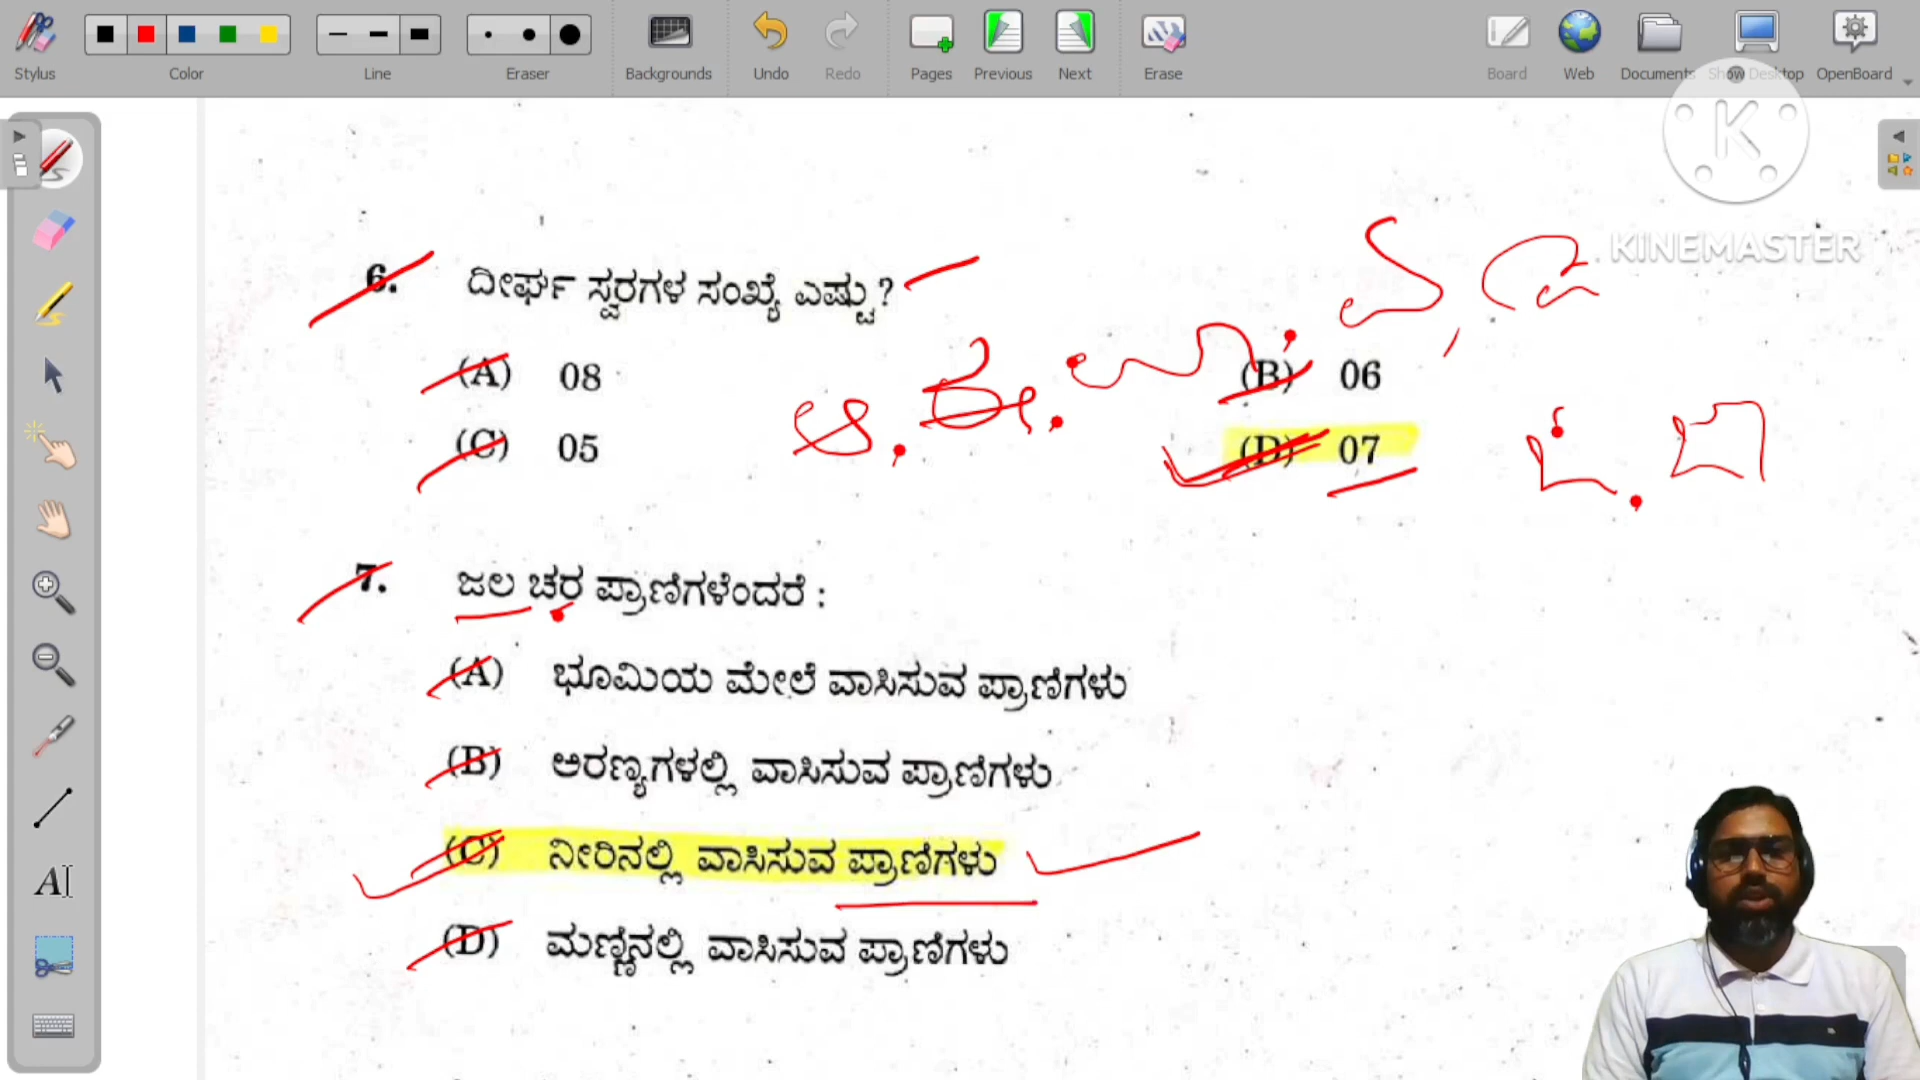 Stylus Color Line Eraser Backgrounds Undo Redo Pages Previous Next Erase Board Web Documents Show Desktop OpenBoard
K
KINEMASTER
6. ದೀರ್ಘ ಸ್ವರಗಳ ಸಂಖ್ಯೆ ಎಷ್ಟು?
(A) 08 (B) 06
(C) 05 (D) 07
7. ಜಲ ಚರ ಪ್ರಾಣಿಗಳೆಂದರೆ :
(A) ಭೂಮಿಯ ಮೇಲೆ ವಾಸಿಸುವ ಪ್ರಾಣಿಗಳು
(B) ಅರಣ್ಯಗಳಲ್ಲಿ ವಾಸಿಸುವ ಪ್ರಾಣಿಗಳು
(C) ನೀರಿನಲ್ಲಿ ವಾಸಿಸುವ ಪ್ರಾಣಿಗಳು
(D) ಮಣ್ಣಿನಲ್ಲಿ ವಾಸಿಸುವ ಪ್ರಾಣಿಗಳು